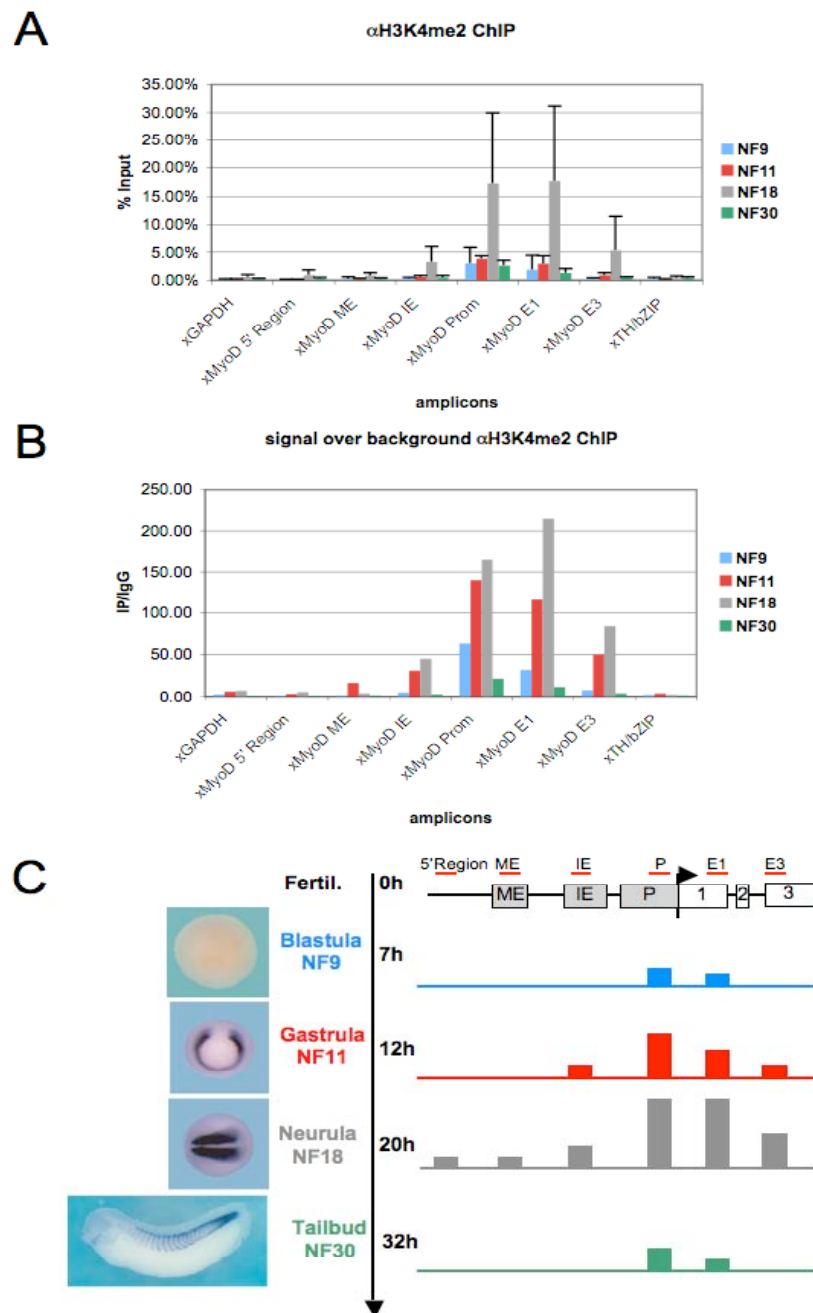 A
αH3K4me2 ChIP
35.00%
30.00%
25.00%
20.00%
15.00%
10.00%
5.00%
0.00%
% Input
NF9
NF11
NF18
NF30
xGAPDH
xMyoD 5' Region
xMyoD ME
xMyoD IE
xMyoD Prom
xMyoD E1
xMyoD E3
xTH/bZIP
amplicons
B
signal over background αH3K4me2 ChIP
250.00
200.00
150.00
100.00
50.00
0.00
IP/IgG
NF9
NF11
NF18
NF30
xGAPDH
xMyoD 5' Region
xMyoD ME
xMyoD IE
xMyoD Prom
xMyoD E1
xMyoD E3
xTH/bZIP
amplicons
C
5'Region ME IE P E1 E3
Fertil. 0h
ME IE P 1 2 3
Blastula
NF9
7h
Gastrula
NF11
12h
Neurula
NF18
20h
Tailbud
NF30
32h